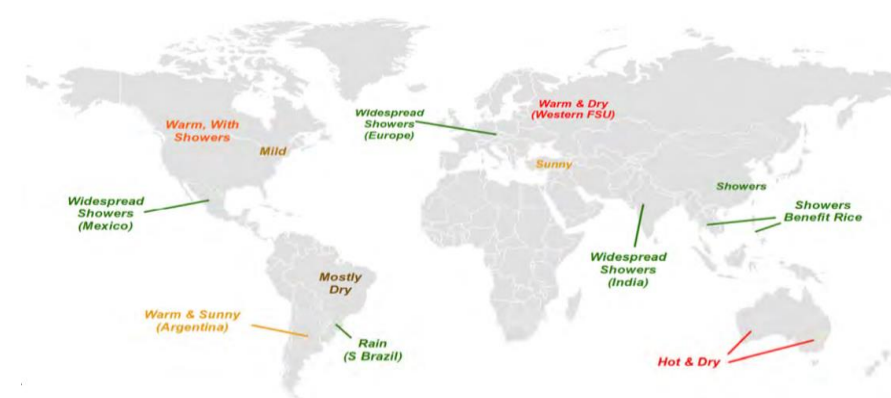 Warm, With
Showers
Mild
Widespread
Showers
(Europe)
Warm & Dry
(Western FSU)
Sunny
Showers
Widespread
Showers
(Mexico)
Showers
Benefit Rice
Widespread
Showers
(India)
Mostly
Dry
Warm & Sunny
(Argentina)
Rain
(S Brazil)
Hot & Dry